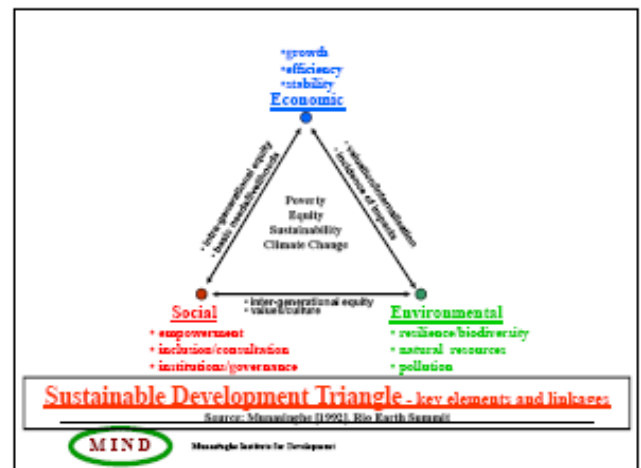 •growth
•efficiency
•stability
Economic
• intra-generational equity
• basic needs/livelihoods
• valuation/internalisation
• incidence of impacts
Poverty
Equity
Sustainability
Climate Change
• inter-generational equity
• values/culture
Social
• empowerment
• inclusion/consultation
• institutions/governance
Environmental
• resilience/biodiversity
• natural resources
• pollution
Sustainable Development Triangle - key elements and linkages
Source: Munasinghe [1992], Rio Earth Summit
MIND
Munasinghe Institute for Development